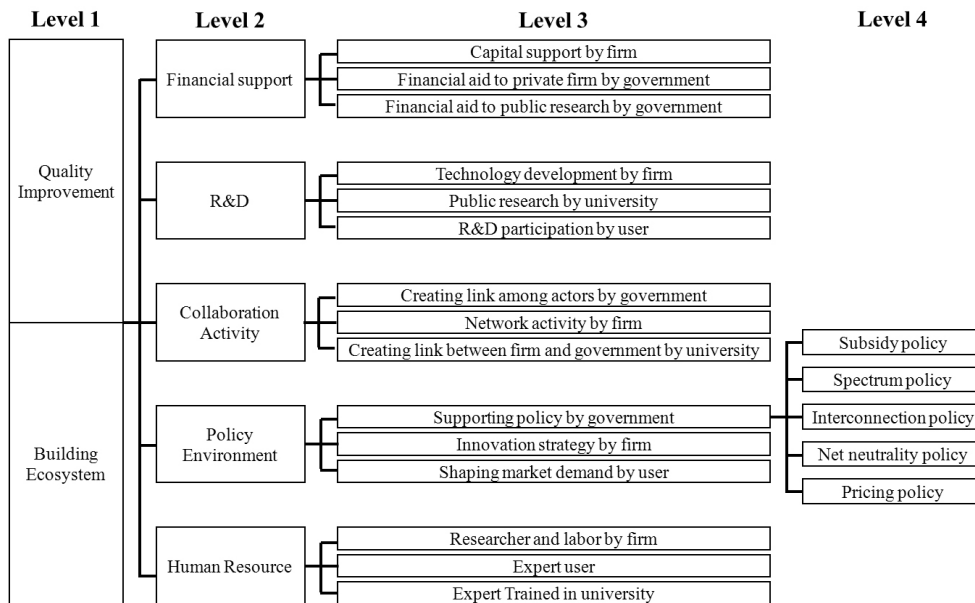 Level 1
Level 2
Level 3
Level 4
Quality
Improvement
Building
Ecosystem
Financial support
Capital support by firm
Financial aid to private firm by government
Financial aid to public research by government
R&D
Technology development by firm
Public research by university
R&D participation by user
Collaboration
Activity
Creating link among actors by government
Network activity by firm
Creating link between firm and government by university
Policy
Environment
Supporting policy by government
Innovation strategy by firm
Shaping market demand by user
Subsidy policy
Spectrum policy
Interconnection policy
Net neutrality policy
Pricing policy
Human Resource
Researcher and labor by firm
Expert user
Expert Trained in university